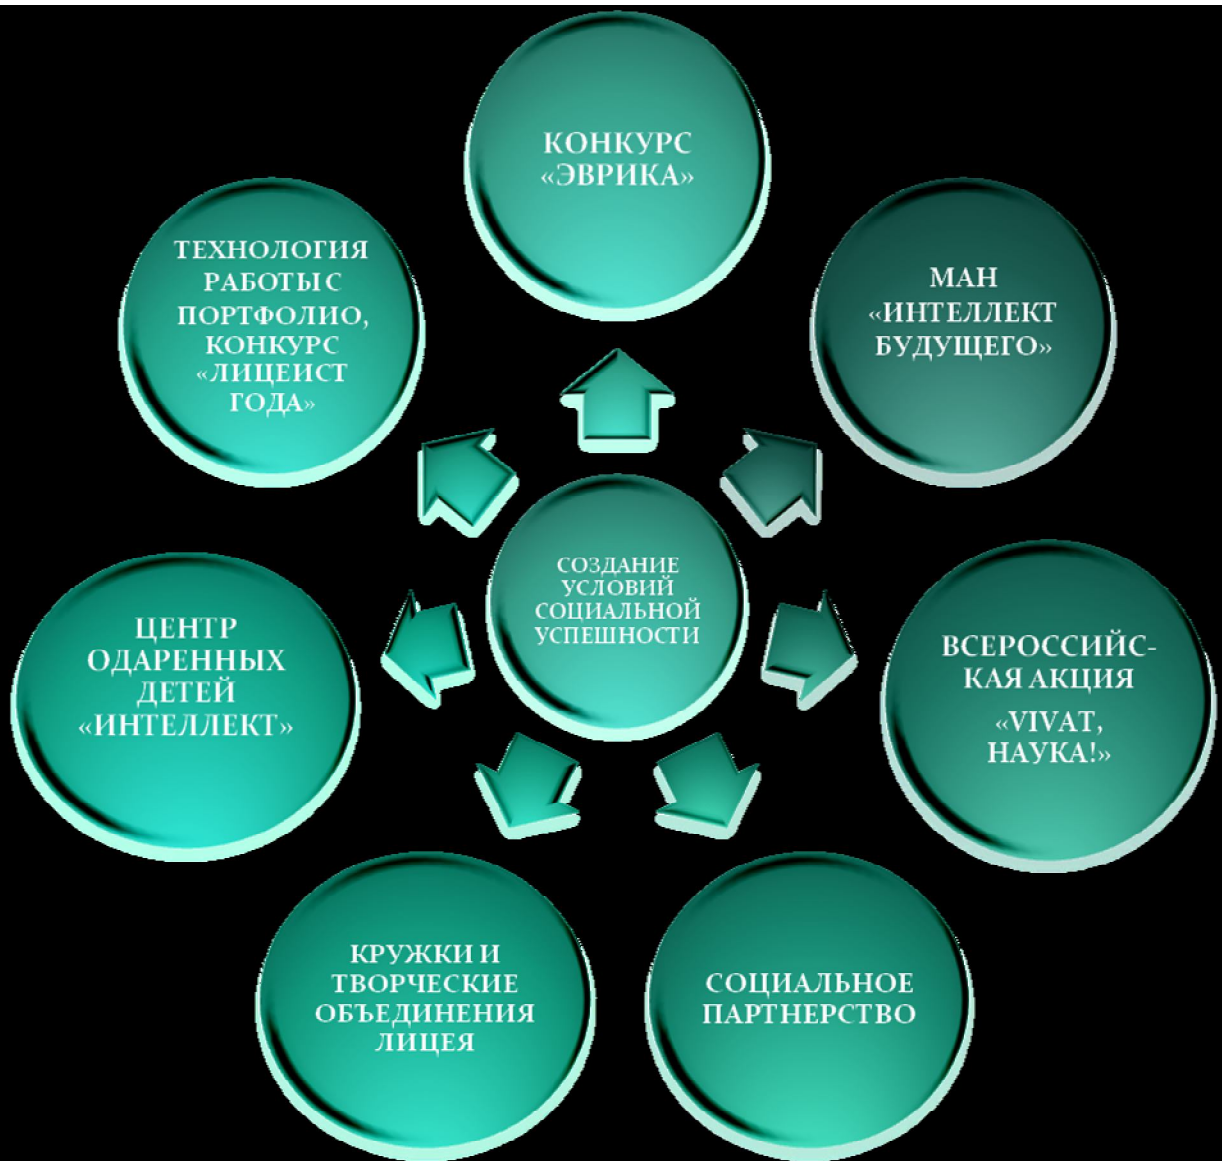 КОНКУРС
«ЭВРИКА»
МАН
«ИНТЕЛЛЕКТ
БУДУЩЕГО»
ВСЕРОССИЙС-
КАЯ АКЦИЯ
«VIVAT,
НАУКА!»
СОЦИАЛЬНОЕ
ПАРТНЕРСТВО
КРУЖКИ И
ТВОРЧЕСКИЕ
ОБЪЕДИНЕНИЯ
ЛИЦЕЯ
ЦЕНТР
ОДАРЕННЫХ
ДЕТЕЙ
«ИНТЕЛЛЕКТ»
ТЕХНОЛОГИЯ
РАБОТЫ С
ПОРТФОЛИО,
КОНКУРС
«ЛИЦЕИСТ
ГОДА»
СОЗДАНИЕ
УСЛОВИЙ
СОЦИАЛЬНОЙ
УСПЕШНОСТИ